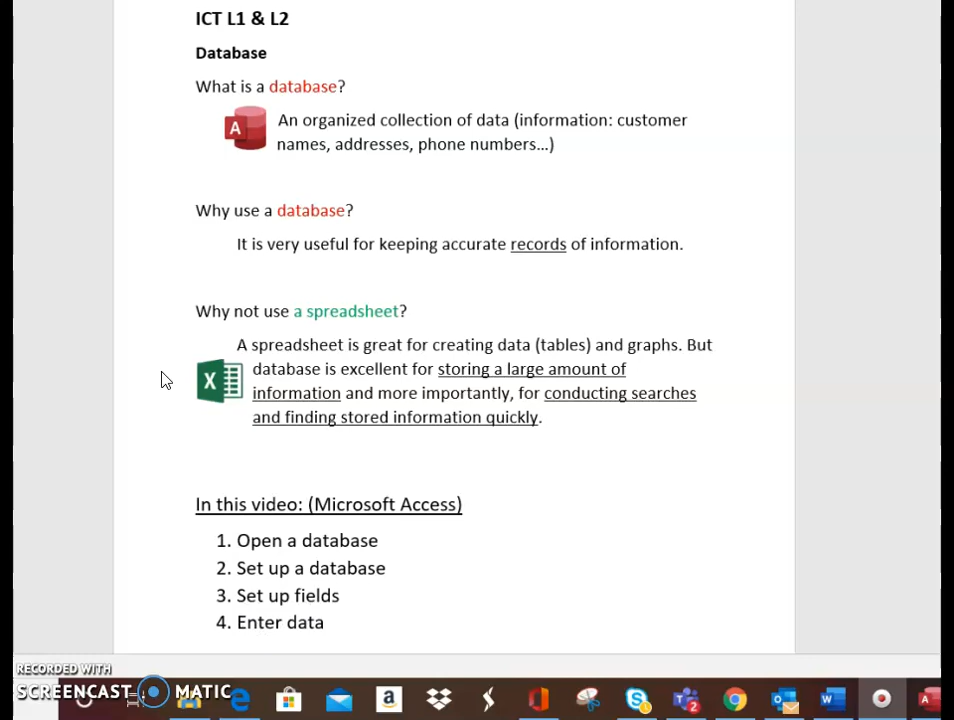 ICT L1 & L2
Database
What is a database?
A
An organized collection of data (information: customer
names, addresses, phone numbers...)
Why use a database?
It is very useful for keeping accurate records of information.
Why not use a spreadsheet?
A spreadsheet is great for creating data (tables) and graphs. But
X
database is excellent for storing a large amount of
information and more importantly, for conducting searches
and finding stored information quickly.
In this video: (Microsoft Access)
1. Open a database
2. Set up a database
3. Set up fields
4. Enter data
RECORDED WITH
SCREENCAST MATIC